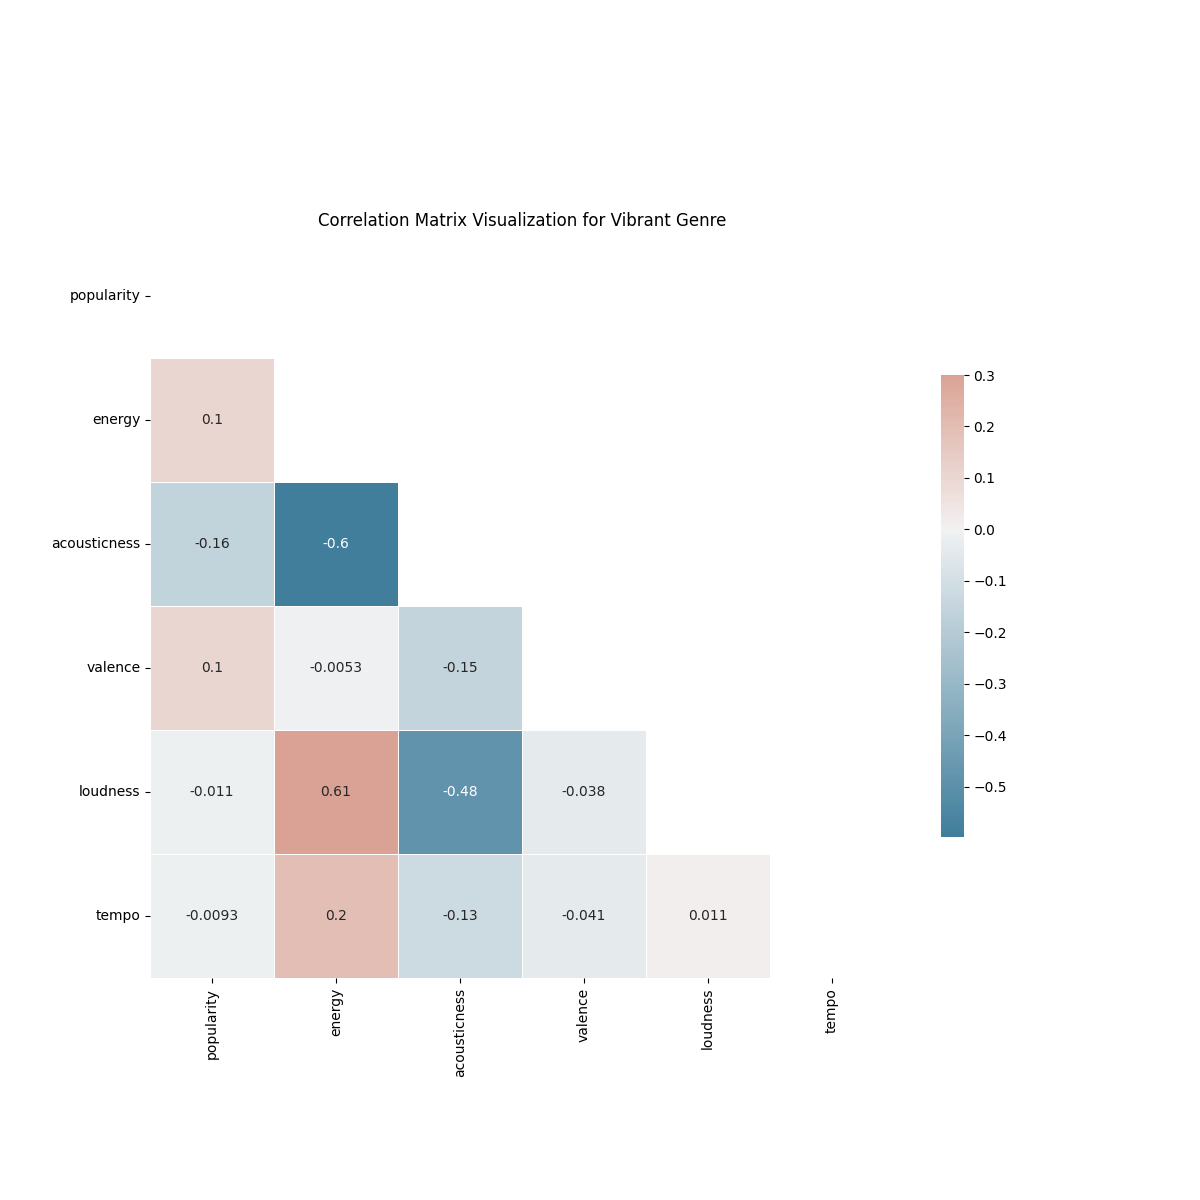 Correlation Matrix Visualization for Vibrant Genre
popularity
energy
0.1
acousticness
-0.16
-0.6
valence
0.1
-0.0053
-0.15
loudness
-0.011
0.61
-0.48
-0.038
tempo
-0.0093
0.2
-0.13
-0.041
0.011
popularity
energy
acousticness
valence
loudness
tempo
0.3
0.2
0.1
0.0
−0.1
−0.2
−0.3
−0.4
−0.5